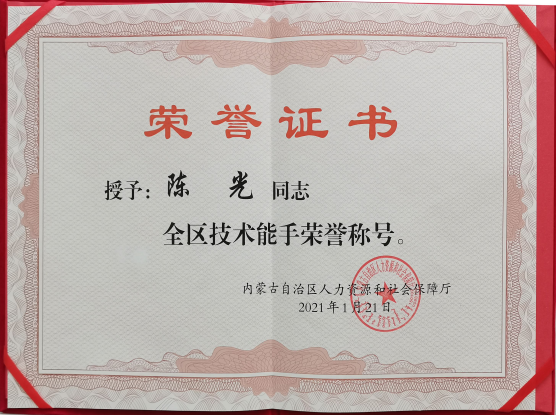 荣誉证书
授予：陈 光 同志
全区技术能手荣誉称号。
内蒙古自治区人力资源和社会保障厅
2021年1月21日